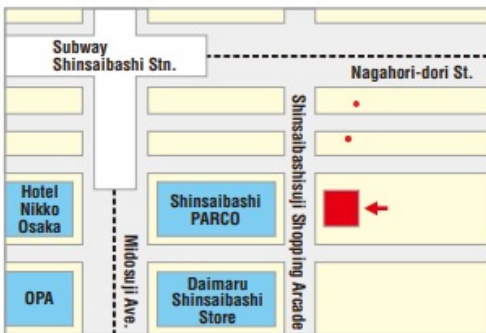 Subway
Shinsaibashi Stn.
Nagahori-dori St.
Shinsaibashisuji Shopping Arcade
Hotel
Nikko
Osaka
Shinsaibashi
PARCO
Midosuji Ave.
OPA
Daimaru
Shinsaibashi
Store